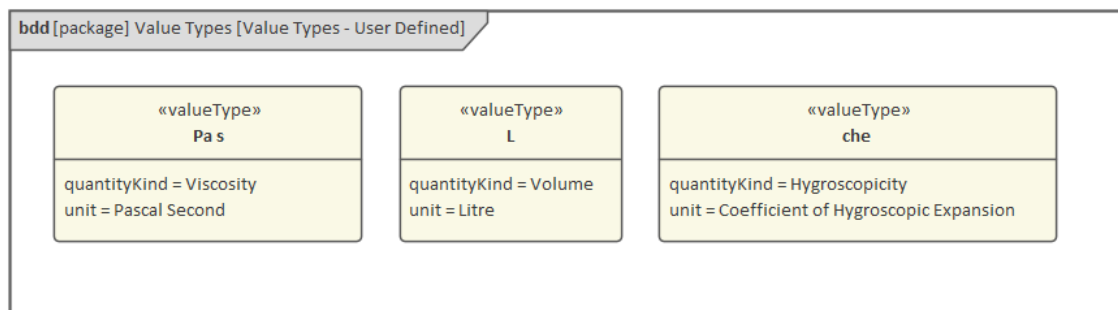 bdd [package] Value Types [Value Types - User Defined]
«valueType»
Pa s
quantityKind = Viscosity
unit = Pascal Second
«valueType»
L
quantityKind = Volume
unit = Litre
«valueType»
che
quantityKind = Hygroscopicity
unit = Coefficient of Hygroscopic Expansion